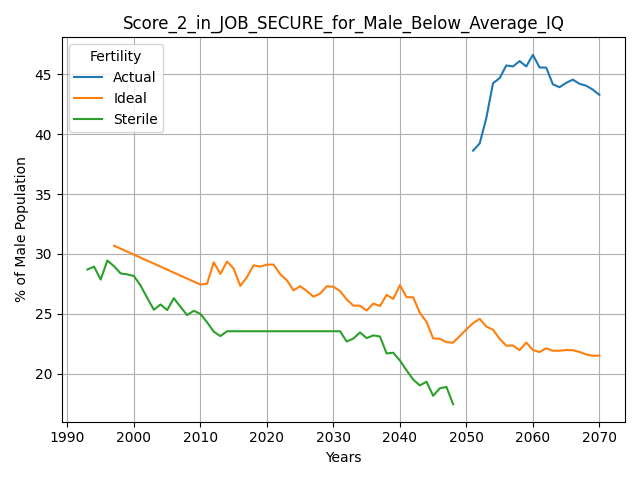 Score_2_in_JOB_SECURE_for_Male_Below_Average_IQ
Fertility
Actual
Ideal
Sterile
% of Male Population
45
40
35
30
25
20
1990 2000 2010 2020 2030 2040 2050 2060 2070
Years